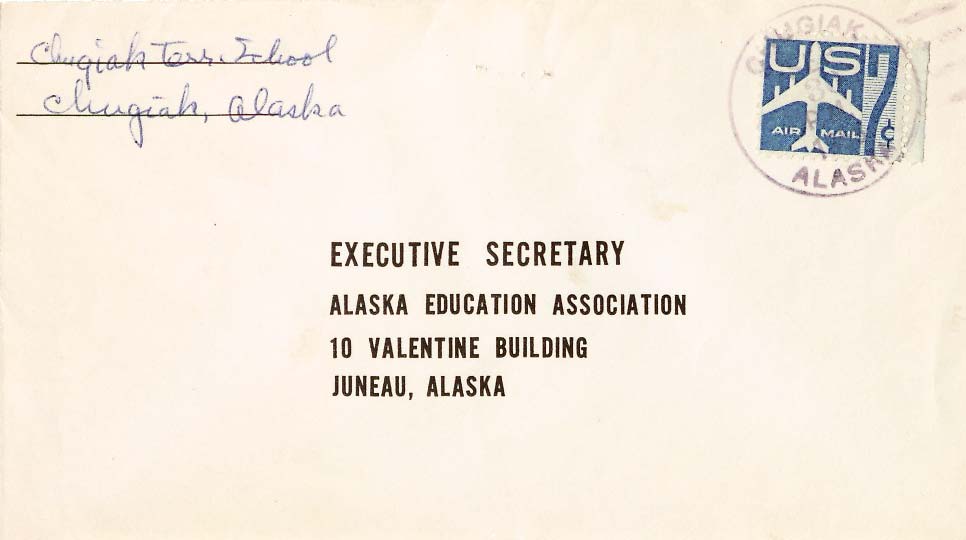 Chugiak Terr. School
Chugiak, Alaska
CHUGIAK
ALASKA
US
7¢
AIR MAIL
EXECUTIVE SECRETARY
ALASKA EDUCATION ASSOCIATION
10 VALENTINE BUILDING
JUNEAU, ALASKA